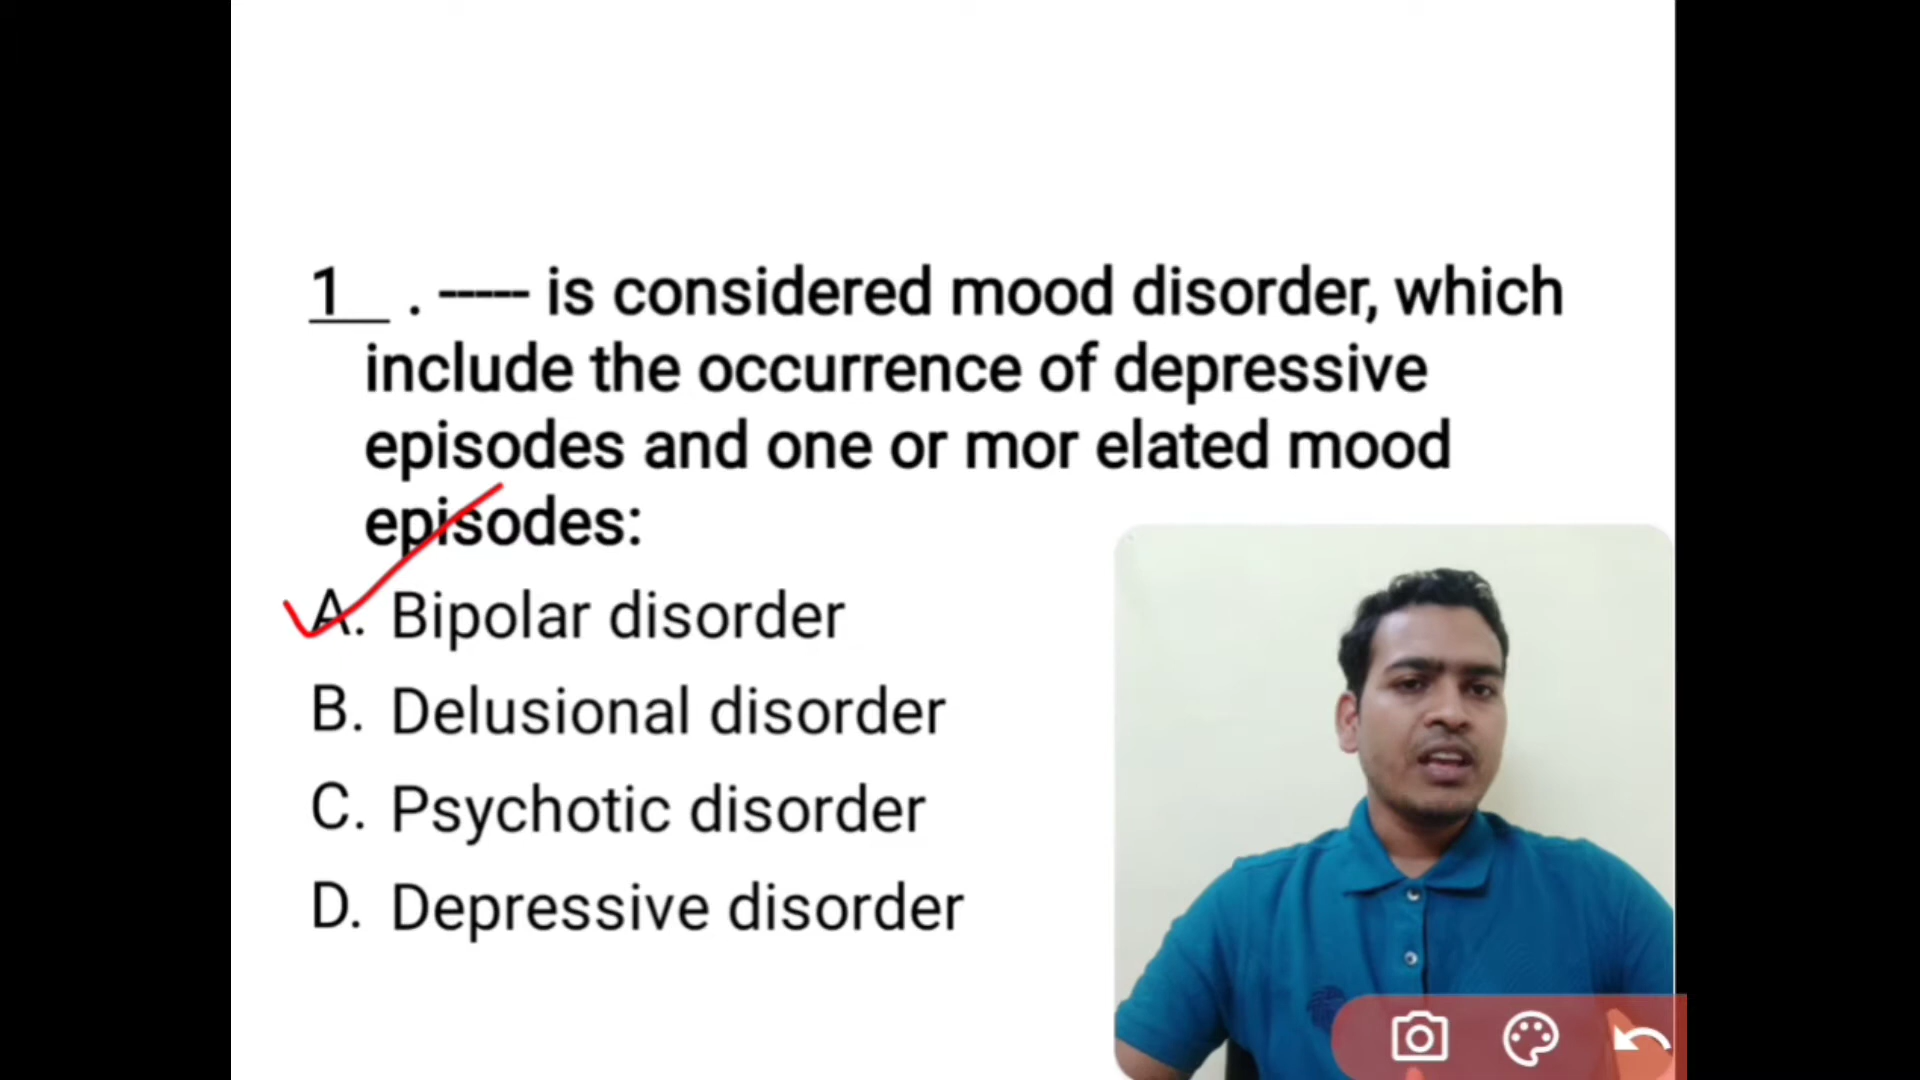 1 . ----- is considered mood disorder, which
include the occurrence of depressive
episodes and one or mor elated mood
episodes:
A. Bipolar disorder
B. Delusional disorder
C. Psychotic disorder
D. Depressive disorder